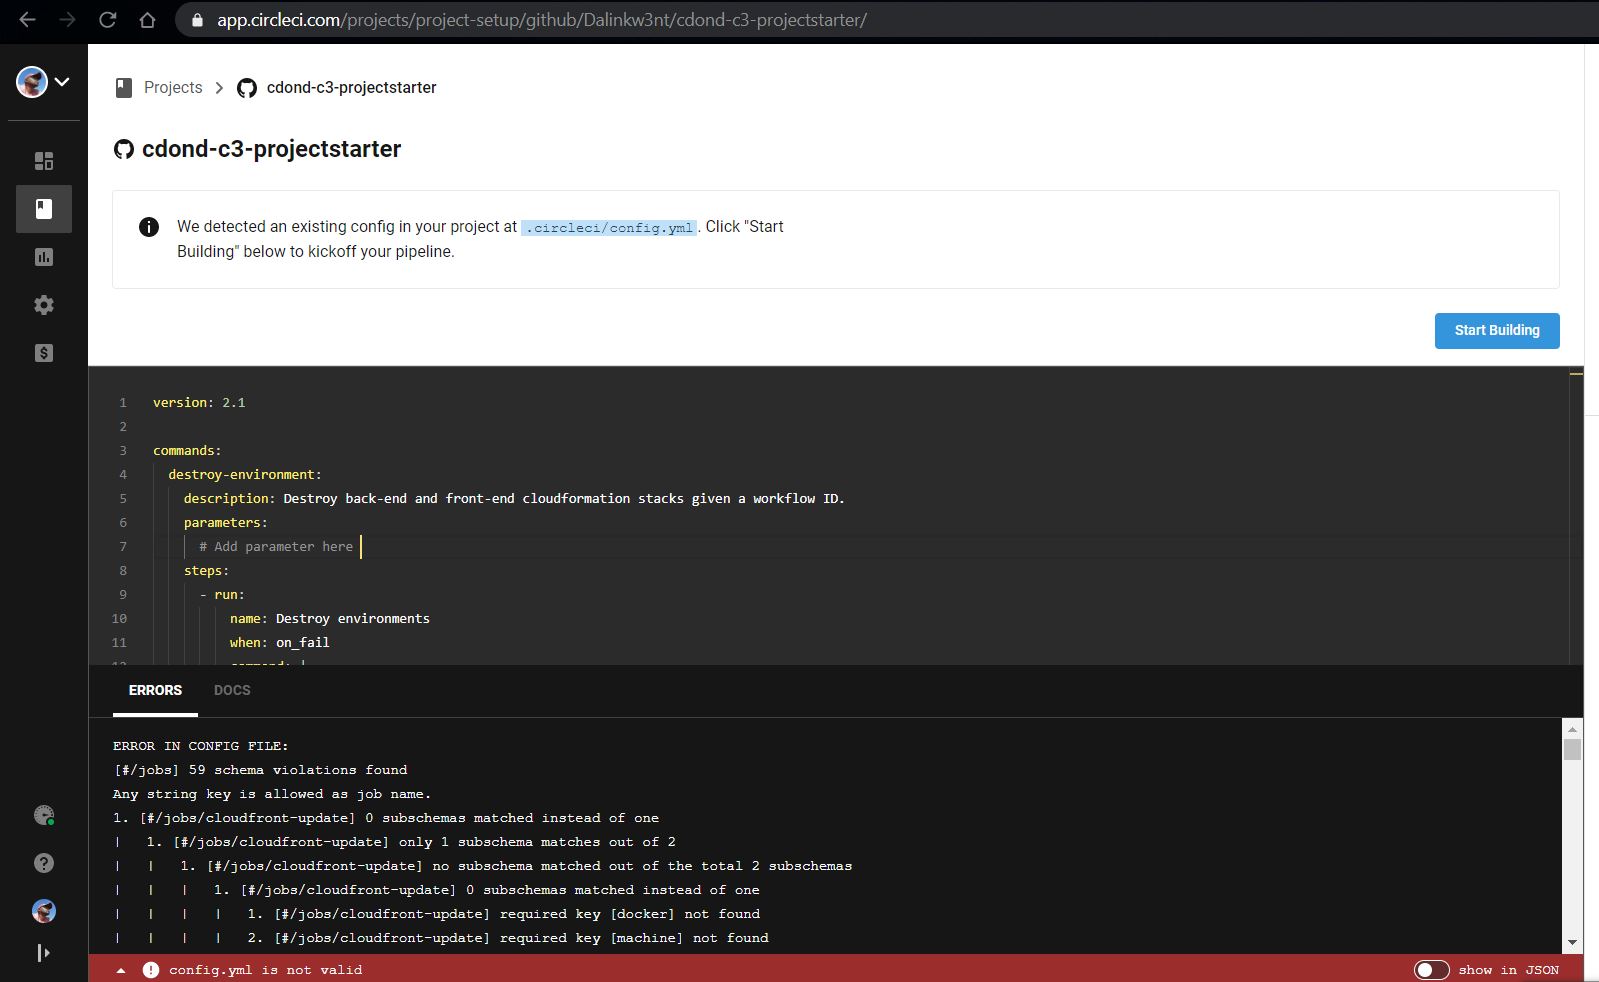 app.circleci.com/projects/project-setup/github/Dalinkw3nt/cdond-c3-projectstarter/
Projects > cdond-c3-projectstarter
cdond-c3-projectstarter
We detected an existing config in your project at .circleci/config.yml. Click "Start
Building" below to kickoff your pipeline.
Start Building
1 version: 2.1
2
3 commands:
4 destroy-environment:
5 description: Destroy back-end and front-end cloudformation stacks given a workflow ID.
6 parameters:
7 # Add parameter here
8 steps:
9 - run:
10 name: Destroy environments
11 when: on_fail
12 command: |
ERRORS DOCS
ERROR IN CONFIG FILE:
[#/jobs] 59 schema violations found
Any string key is allowed as job name.
1. [#/jobs/cloudfront-update] 0 subschemas matched instead of one
| 1. [#/jobs/cloudfront-update] only 1 subschema matches out of 2
| | 1. [#/jobs/cloudfront-update] no subschema matched out of the total 2 subschemas
| | | 1. [#/jobs/cloudfront-update] 0 subschemas matched instead of one
| | | | 1. [#/jobs/cloudfront-update] required key [docker] not found
| | | | 2. [#/jobs/cloudfront-update] required key [machine] not found
config.yml is not valid
show in JSON